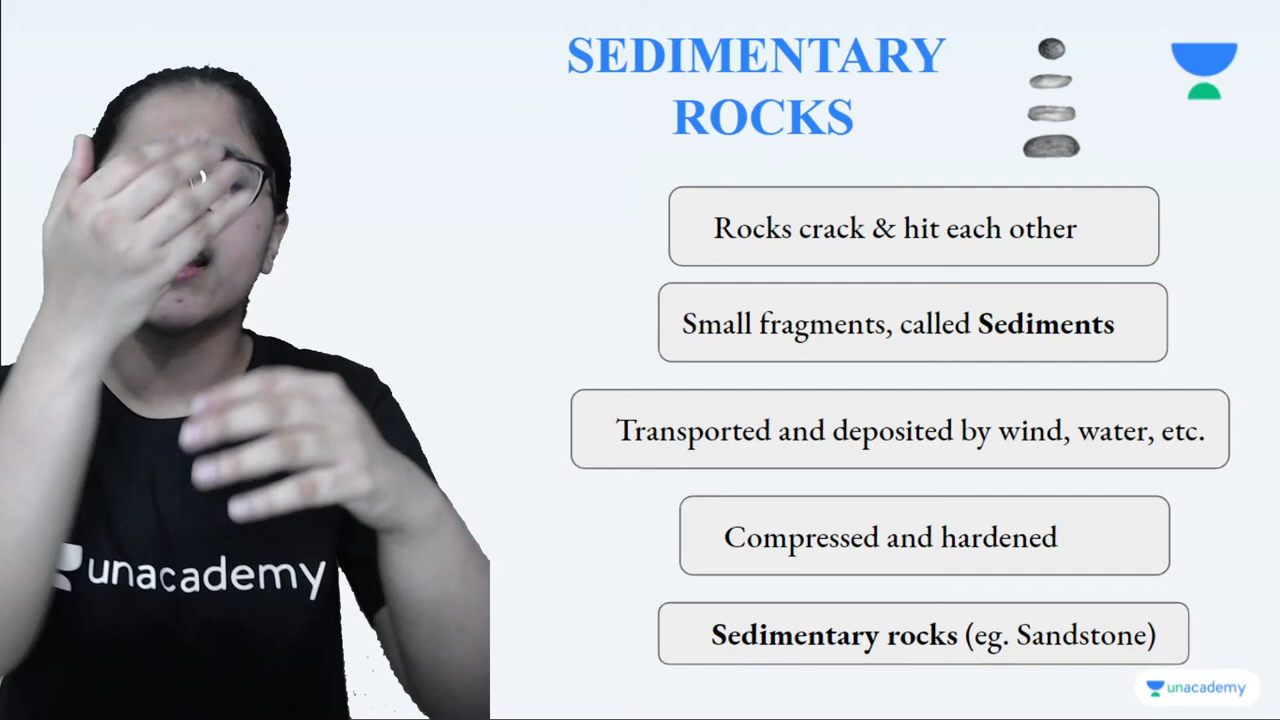 SEDIMENTARY
ROCKS
Rocks crack & hit each other
Small fragments, called Sediments
Transported and deposited by wind, water, etc.
Compressed and hardened
Sedimentary rocks (eg. Sandstone)
unacademy
unacademy